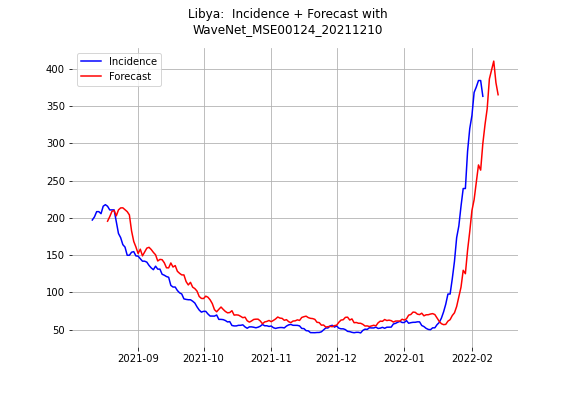 Libya:  Incidence + Forecast with
WaveNet_MSE00124_20211210
Incidence
Forecast
400
350
300
250
200
150
100
50
2021-09 2021-10 2021-11 2021-12 2022-01 2022-02